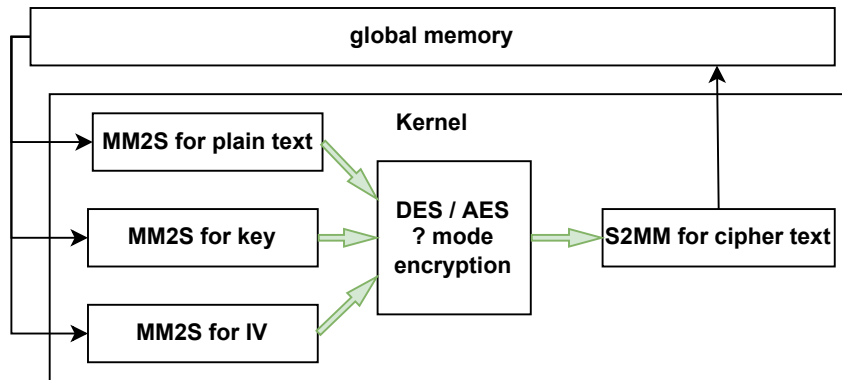 global memory
Kernel
MM2S for plain text
DES / AES
? mode
encryption
MM2S for key
S2MM for cipher text
MM2S for IV